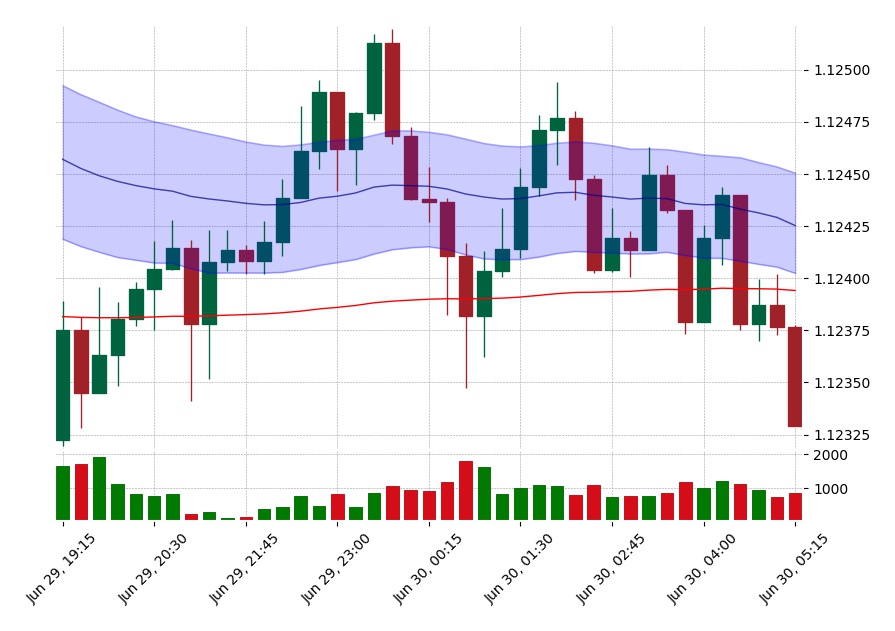 1.12500
1.12475
1.12450
1.12425
1.12400
1.12375
1.12350
1.12325
2000
1000
Jun 29, 19:15
Jun 29, 20:30
Jun 29, 21:45
Jun 29, 23:00
Jun 30, 00:15
Jun 30, 01:30
Jun 30, 02:45
Jun 30, 04:00
Jun 30, 05:15